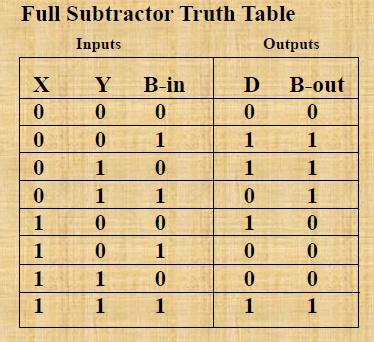 Full Subtractor Truth Table
Inputs Outputs
X Y B-in D B-out
0 0 0 0 0
0 0 1 1 1
0 1 0 1 1
0 1 1 0 1
1 0 0 1 0
1 0 1 0 0
1 1 0 0 0
1 1 1 1 1